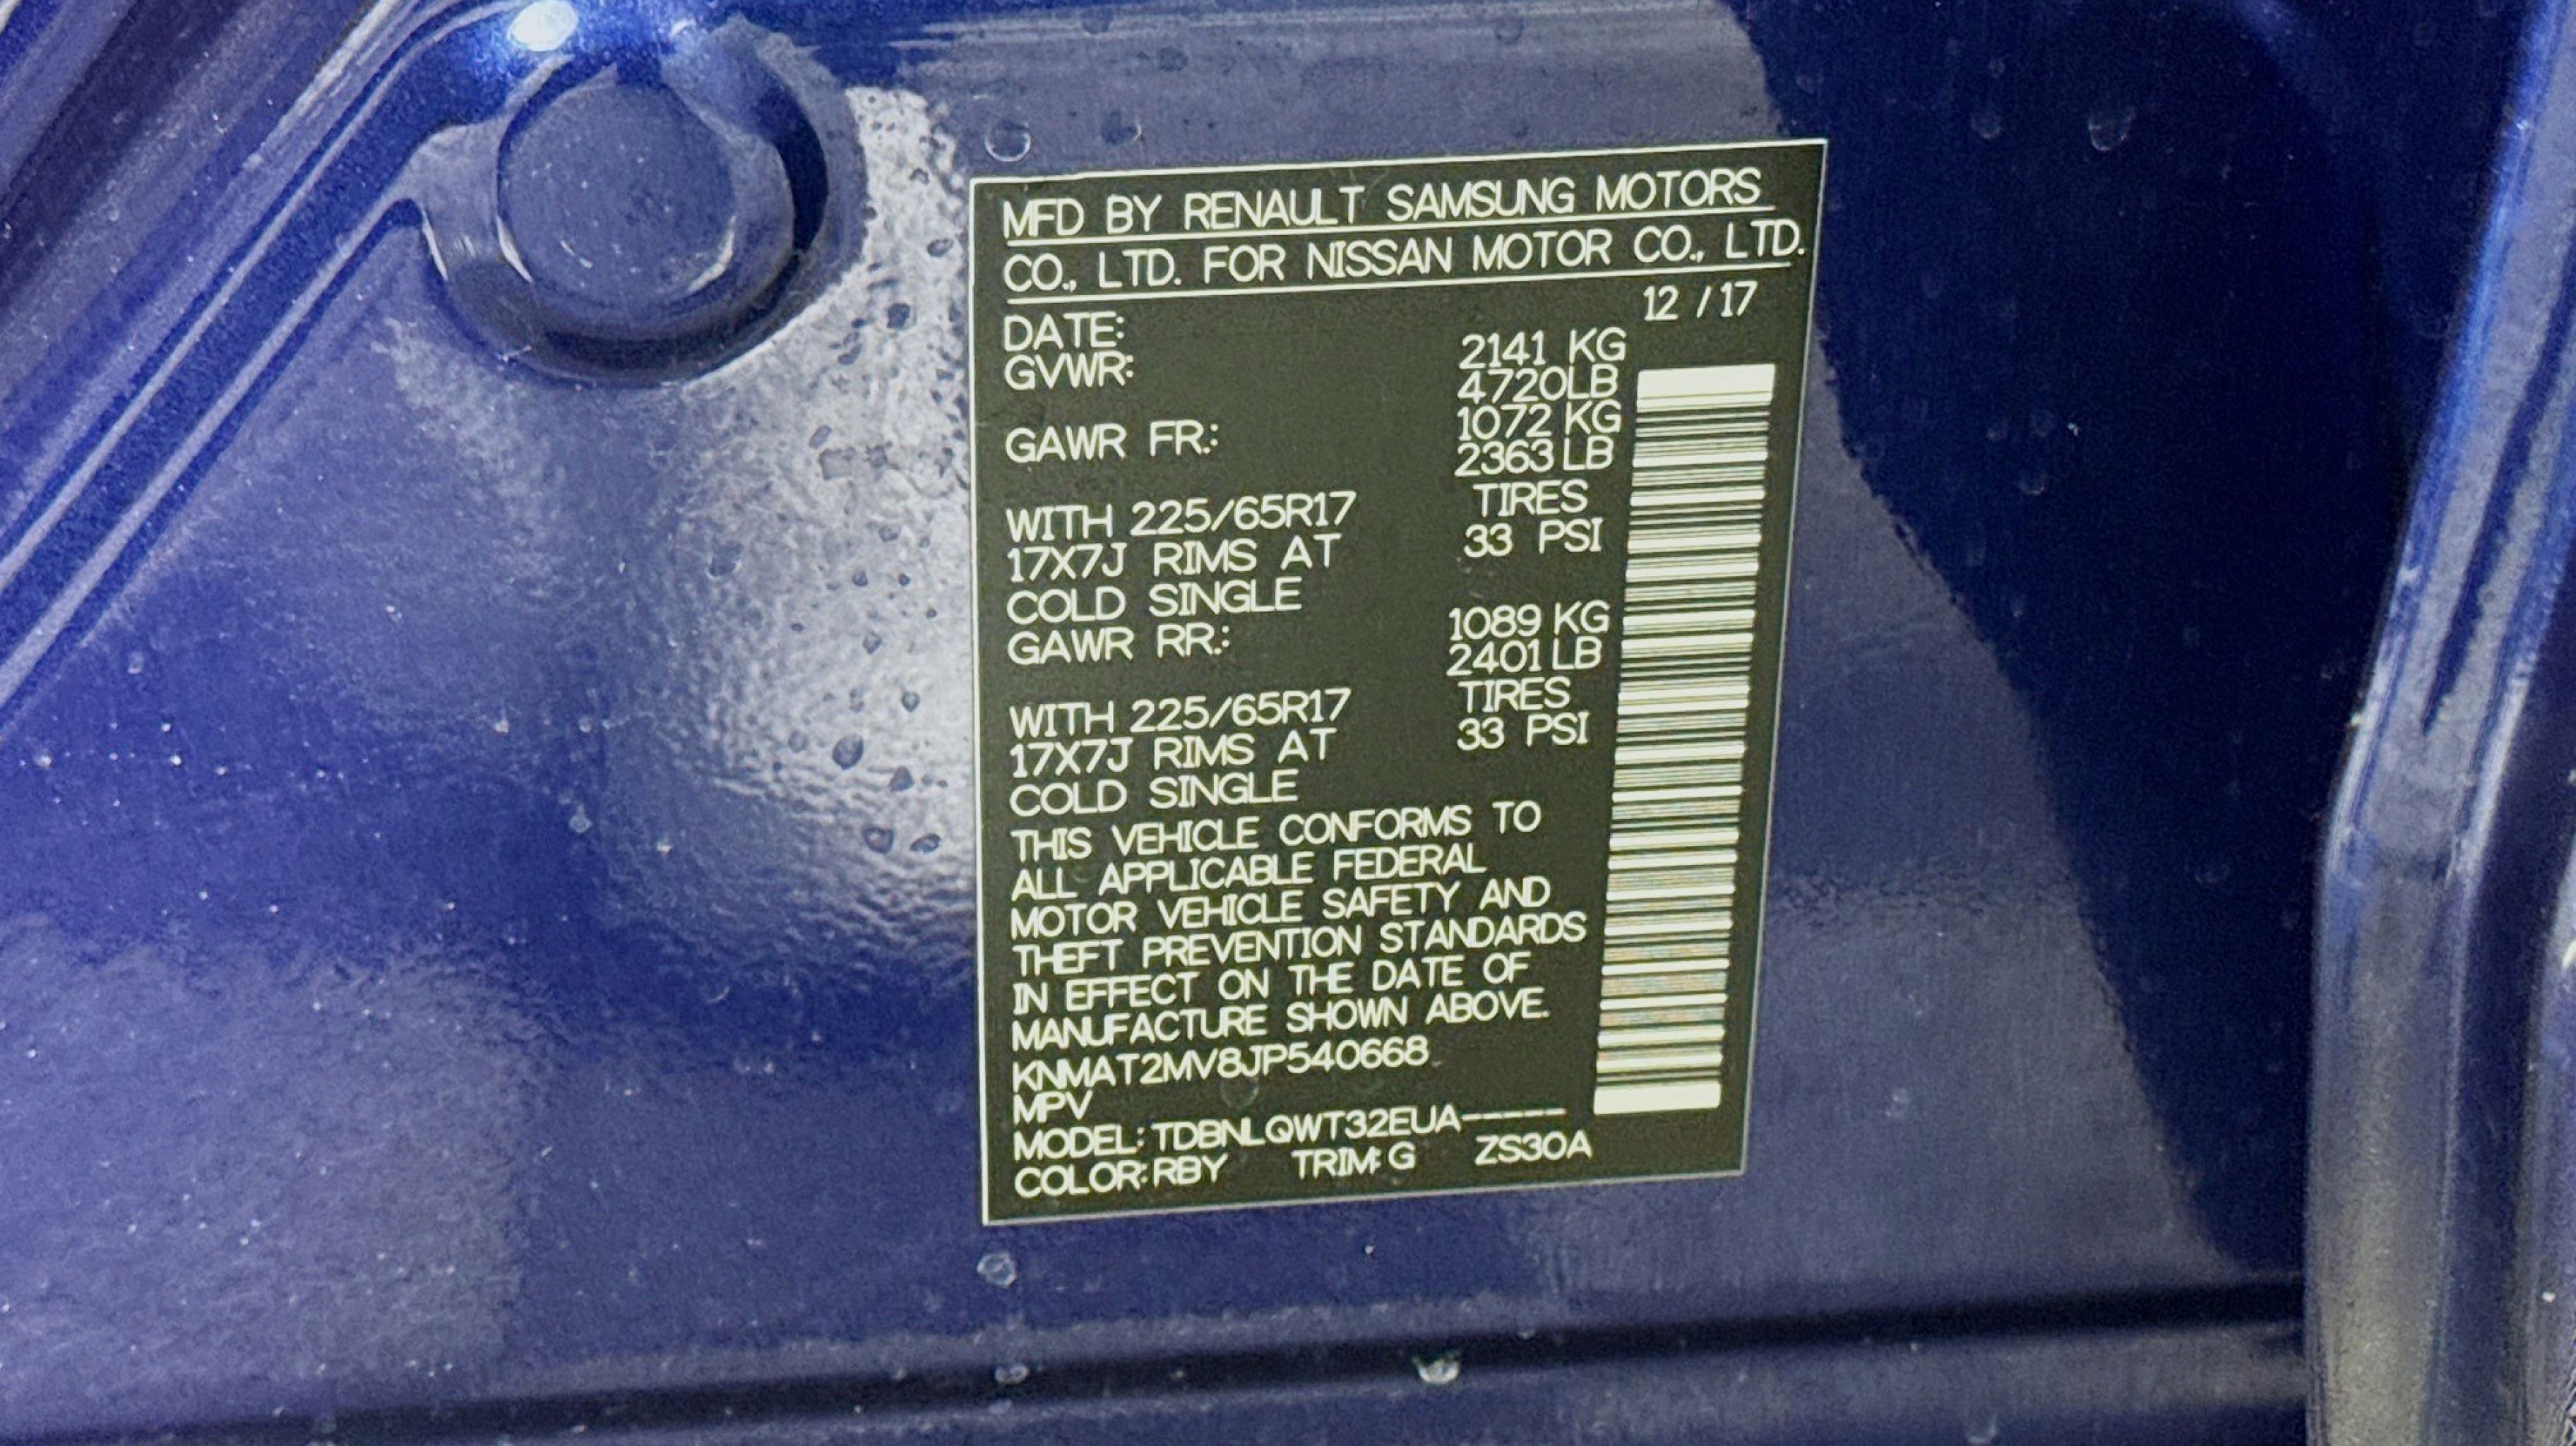 MFD BY RENAULT SAMSUNG MOTORS
CO., LTD. FOR NISSAN MOTOR CO., LTD.
DATE: 12 / 17
GVWR: 2141 KG
4720LB
GAWR FR.: 1072 KG
2363 LB
WITH 225/65R17 TIRES
17X7J RIMS AT 33 PSI
COLD SINGLE
GAWR RR.: 1089 KG
2401 LB
WITH 225/65R17 TIRES
17X7J RIMS AT 33 PSI
COLD SINGLE
THIS VEHICLE CONFORMS TO
ALL APPLICABLE FEDERAL
MOTOR VEHICLE SAFETY AND
THEFT PREVENTION STANDARDS
IN EFFECT ON THE DATE OF
MANUFACTURE SHOWN ABOVE.
KNMAT2MV8JP540668
MPV
MODEL: TDBNLQWT32EUA-----
COLOR: RBY TRIM: G ZS30A